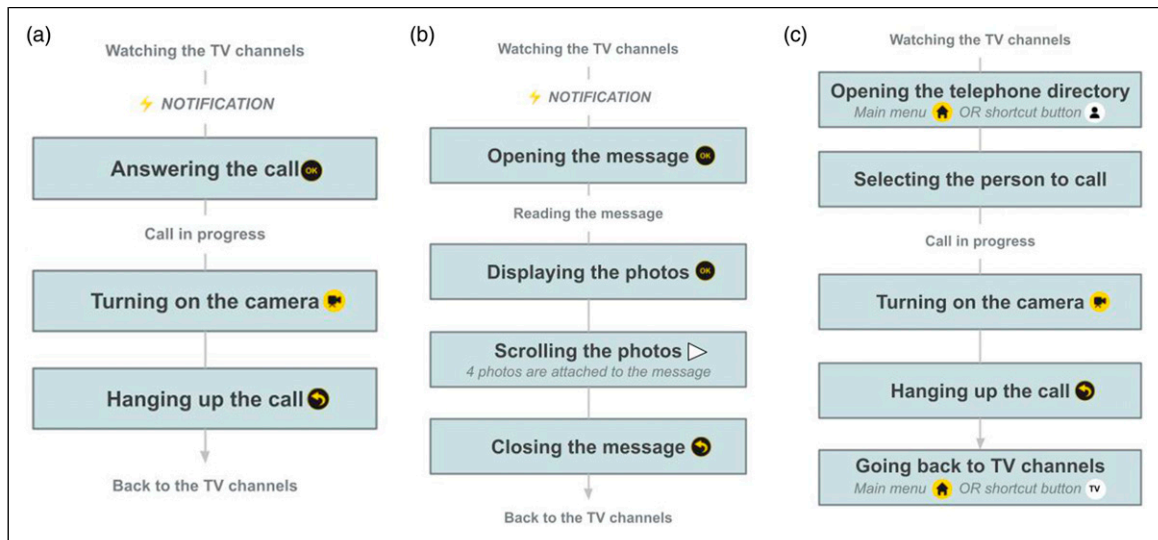 (a)
Watching the TV channels
NOTIFICATION
Answering the call OK
Call in progress
Turning on the camera
Hanging up the call
Back to the TV channels
(b)
Watching the TV channels
NOTIFICATION
Opening the message OK
Reading the message
Displaying the photos OK
Scrolling the photos
4 photos are attached to the message
Closing the message
Back to the TV channels
(c)
Watching the TV channels
Opening the telephone directory
Main menu OR shortcut button
Selecting the person to call
Call in progress
Turning on the camera
Hanging up the call
Going back to TV channels
Main menu OR shortcut button TV